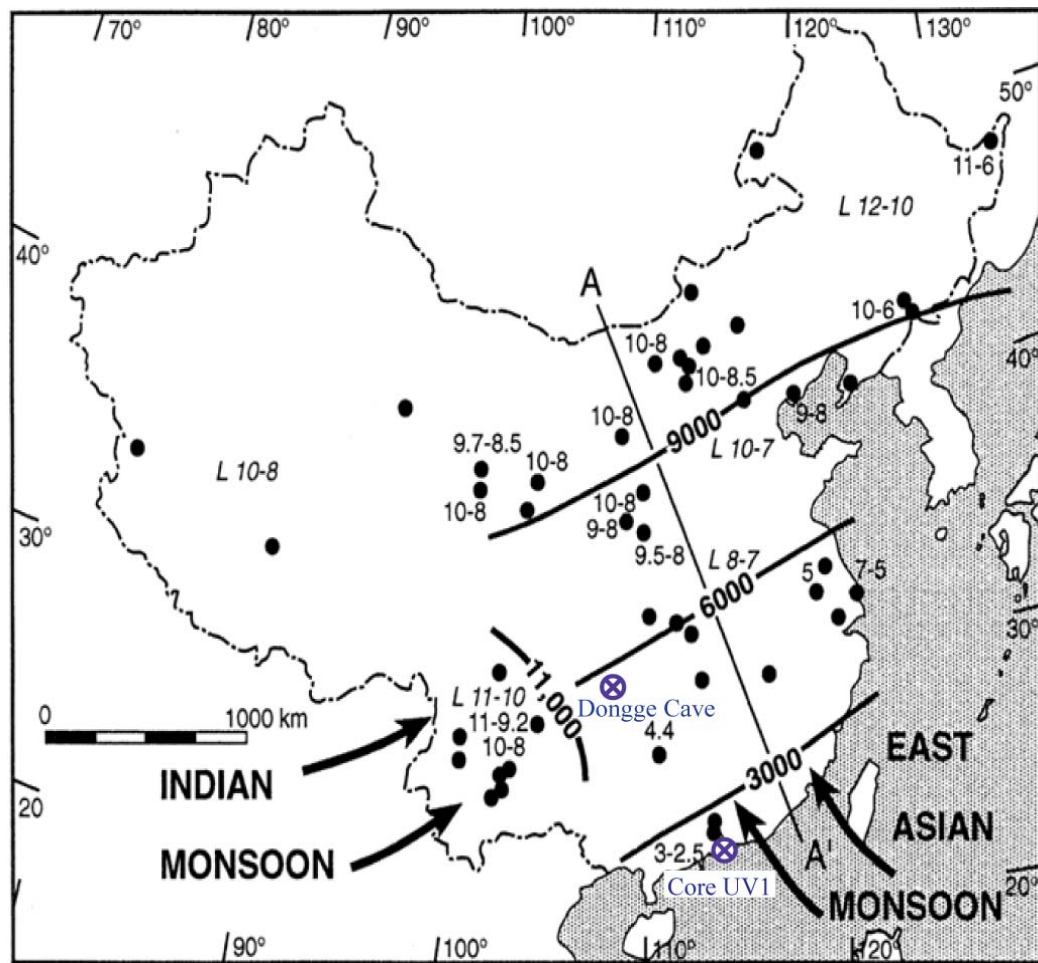 70° 80° 90° 100° 110° 120° 130°
50°
11-6
L 12-10
40°
A
10-6
10-8
40°
10-8.5
9000
9-8
10-8
9.7-8.5
L 10-7
L 10-8
10-8
10-8
10-8
30°
9-8
9.5-8
L 8-7
5
7-5
6000
30°
11,000
L 11-10
Dongge Cave
0 1000 km
11-9.2
10-8
4.4
EAST
INDIAN
3000
20
ASIAN
MONSOON
3-2.5
A'
20°
Core UV1
MONSOON
90° 100° 110° 120°